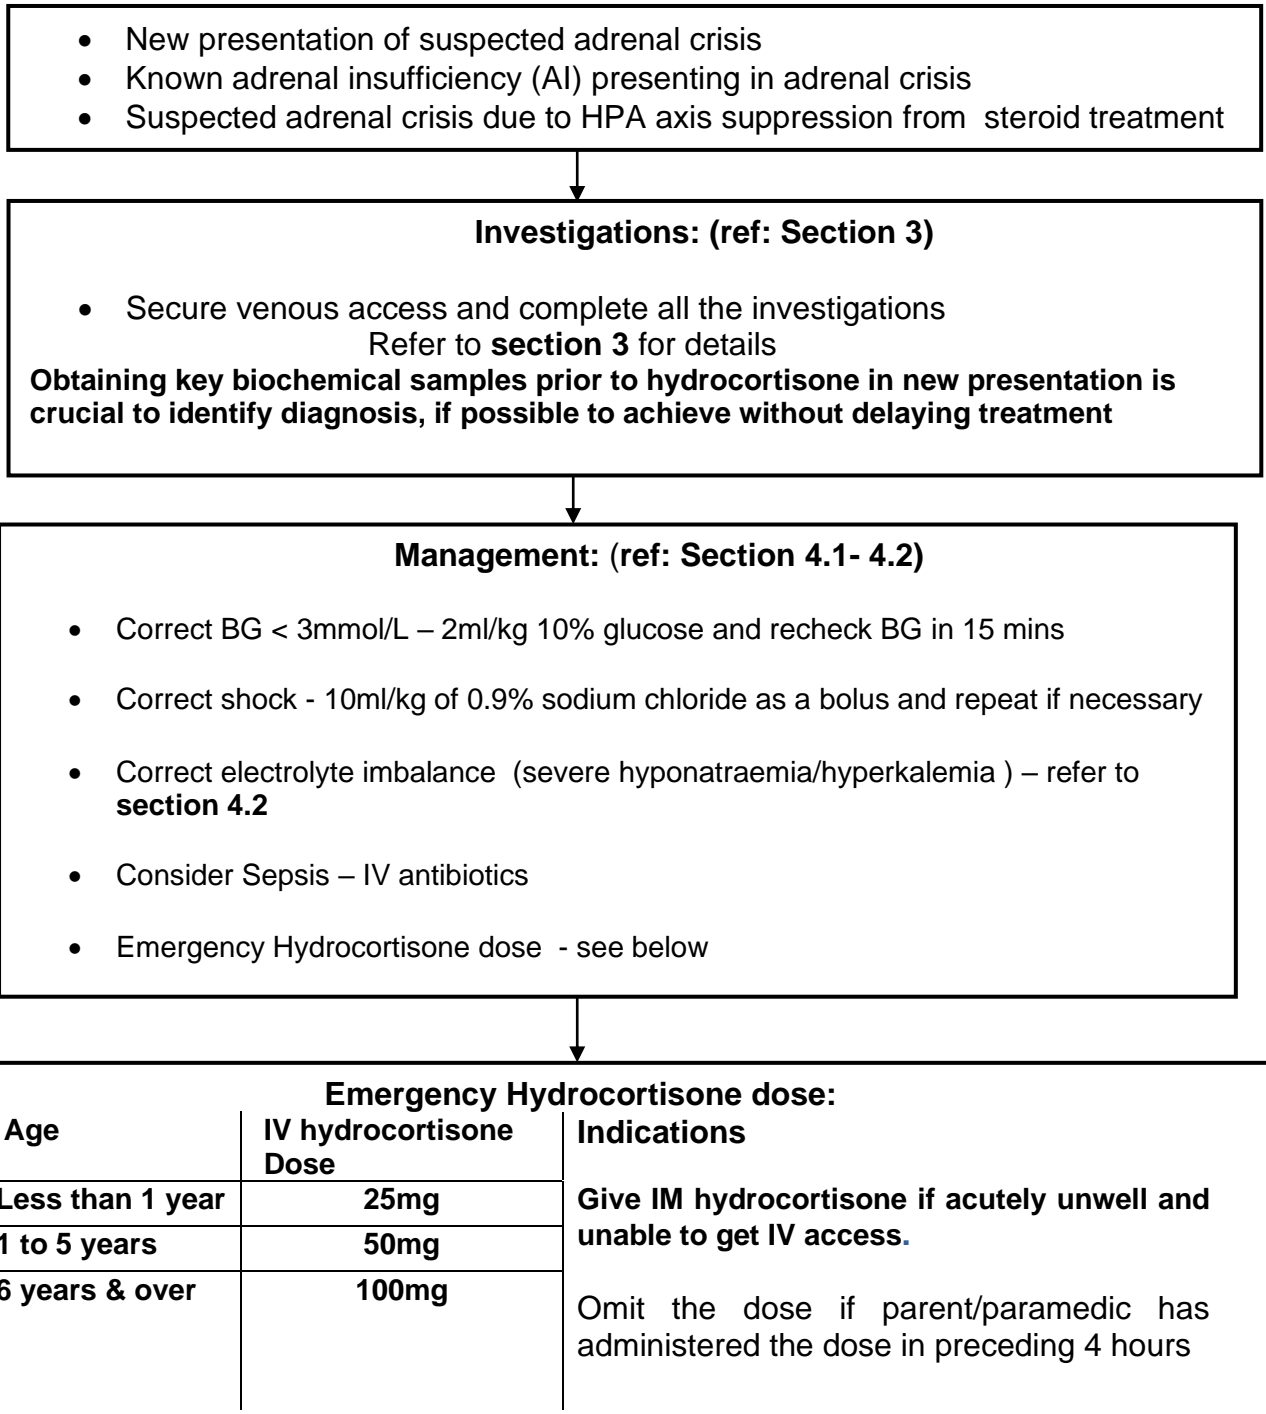 • New presentation of suspected adrenal crisis
• Known adrenal insufficiency (AI) presenting in adrenal crisis
• Suspected adrenal crisis due to HPA axis suppression from steroid treatment
Investigations: (ref: Section 3)
• Secure venous access and complete all the investigations
Refer to section 3 for details
Obtaining key biochemical samples prior to hydrocortisone in new presentation is
crucial to identify diagnosis, if possible to achieve without delaying treatment
Management: (ref: Section 4.1- 4.2)
• Correct BG < 3mmol/L – 2ml/kg 10% glucose and recheck BG in 15 mins
• Correct shock - 10ml/kg of 0.9% sodium chloride as a bolus and repeat if necessary
• Correct electrolyte imbalance (severe hyponatraemia/hyperkalemia ) – refer to
section 4.2
• Consider Sepsis – IV antibiotics
• Emergency Hydrocortisone dose - see below
Emergency Hydrocortisone dose:
Age
IV hydrocortisone
Dose
Indications
Less than 1 year
25mg
1 to 5 years
50mg
6 years & over
100mg
Give IM hydrocortisone if acutely unwell and
unable to get IV access.
Omit the dose if parent/paramedic has
administered the dose in preceding 4 hours